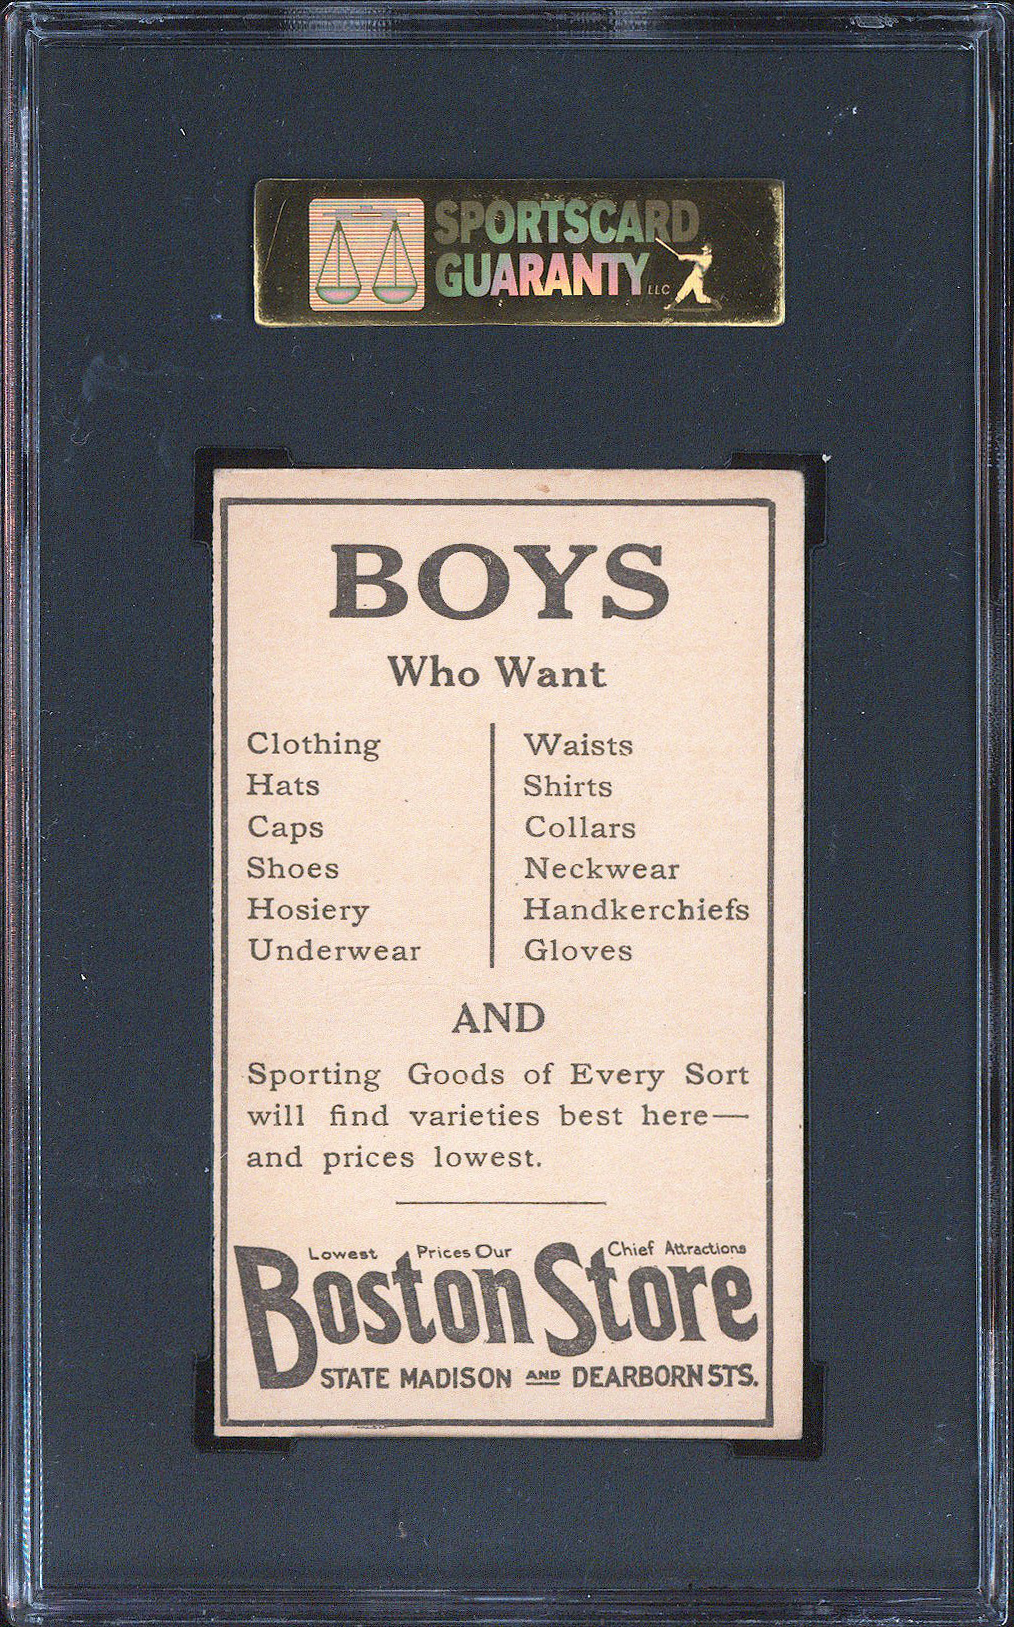 SPORTSCARD
GUARANTY LLC
BOYS
Who Want
Clothing
Hats
Caps
Shoes
Hosiery
Underwear
Waists
Shirts
Collars
Neckwear
Handkerchiefs
Gloves
AND
Sporting Goods of Every Sort
will find varieties best here—
and prices lowest.
Lowest Prices Our Chief Attractions
Boston Store
STATE MADISON AND DEARBORN STS.